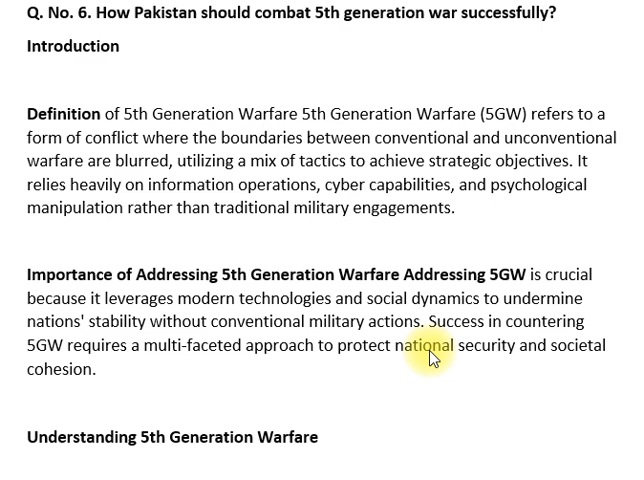 Q. No. 6. How Pakistan should combat 5th generation war successfully?
Introduction
Definition of 5th Generation Warfare 5th Generation Warfare (5GW) refers to a
form of conflict where the boundaries between conventional and unconventional
warfare are blurred, utilizing a mix of tactics to achieve strategic objectives. It
relies heavily on information operations, cyber capabilities, and psychological
manipulation rather than traditional military engagements.
Importance of Addressing 5th Generation Warfare Addressing 5GW is crucial
because it leverages modern technologies and social dynamics to undermine
nations' stability without conventional military actions. Success in countering
5GW requires a multi-faceted approach to protect national security and societal
cohesion.
Understanding 5th Generation Warfare